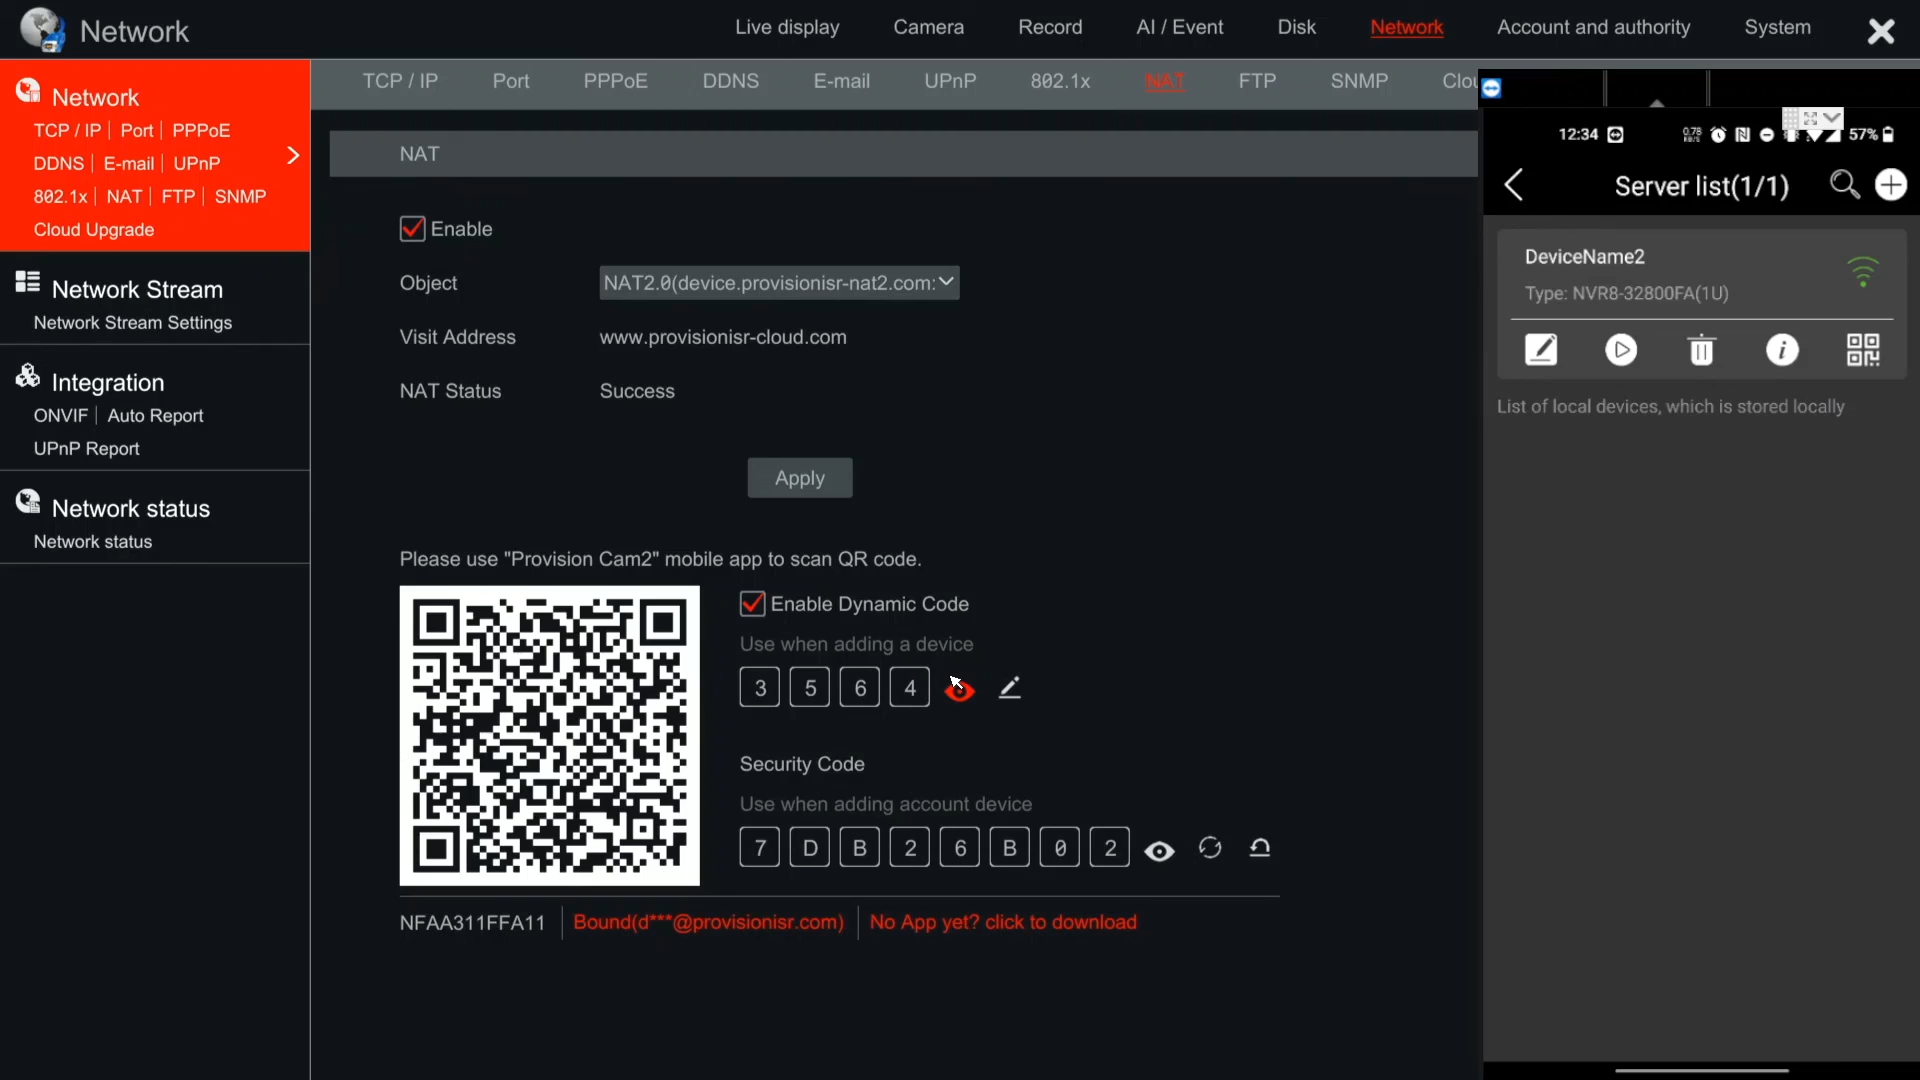 Network
Live display
Camera
Record
AI / Event
Disk
Network
Account and authority
System
Network
TCP / IP | Port | PPPoE
DDNS | E-mail | UPnP
802.1x | NAT | FTP | SNMP
Cloud Upgrade
Network Stream
Network Stream Settings
Integration
ONVIF | Auto Report
UPnP Report
Network status
Network status
TCP / IP
Port
PPPoE
DDNS
E-mail
UPnP
802.1x
NAT
FTP
SNMP
Clou
NAT
Enable
Object
NAT2.0(device.provisionisr-nat2.com:
Visit Address
www.provisionisr-cloud.com
NAT Status
Success
Apply
Please use "Provision Cam2" mobile app to scan QR code.
Enable Dynamic Code
Use when adding a device
3 5 6 4
Security Code
Use when adding account device
7 D B 2 6 B 0 2
NFAA311FFA11
Bound(d***@provisionisr.com)
No App yet? click to download
12:34
0.78
KB/S
57%
Server list(1/1)
DeviceName2
Type: NVR8-32800FA(1U)
List of local devices, which is stored locally